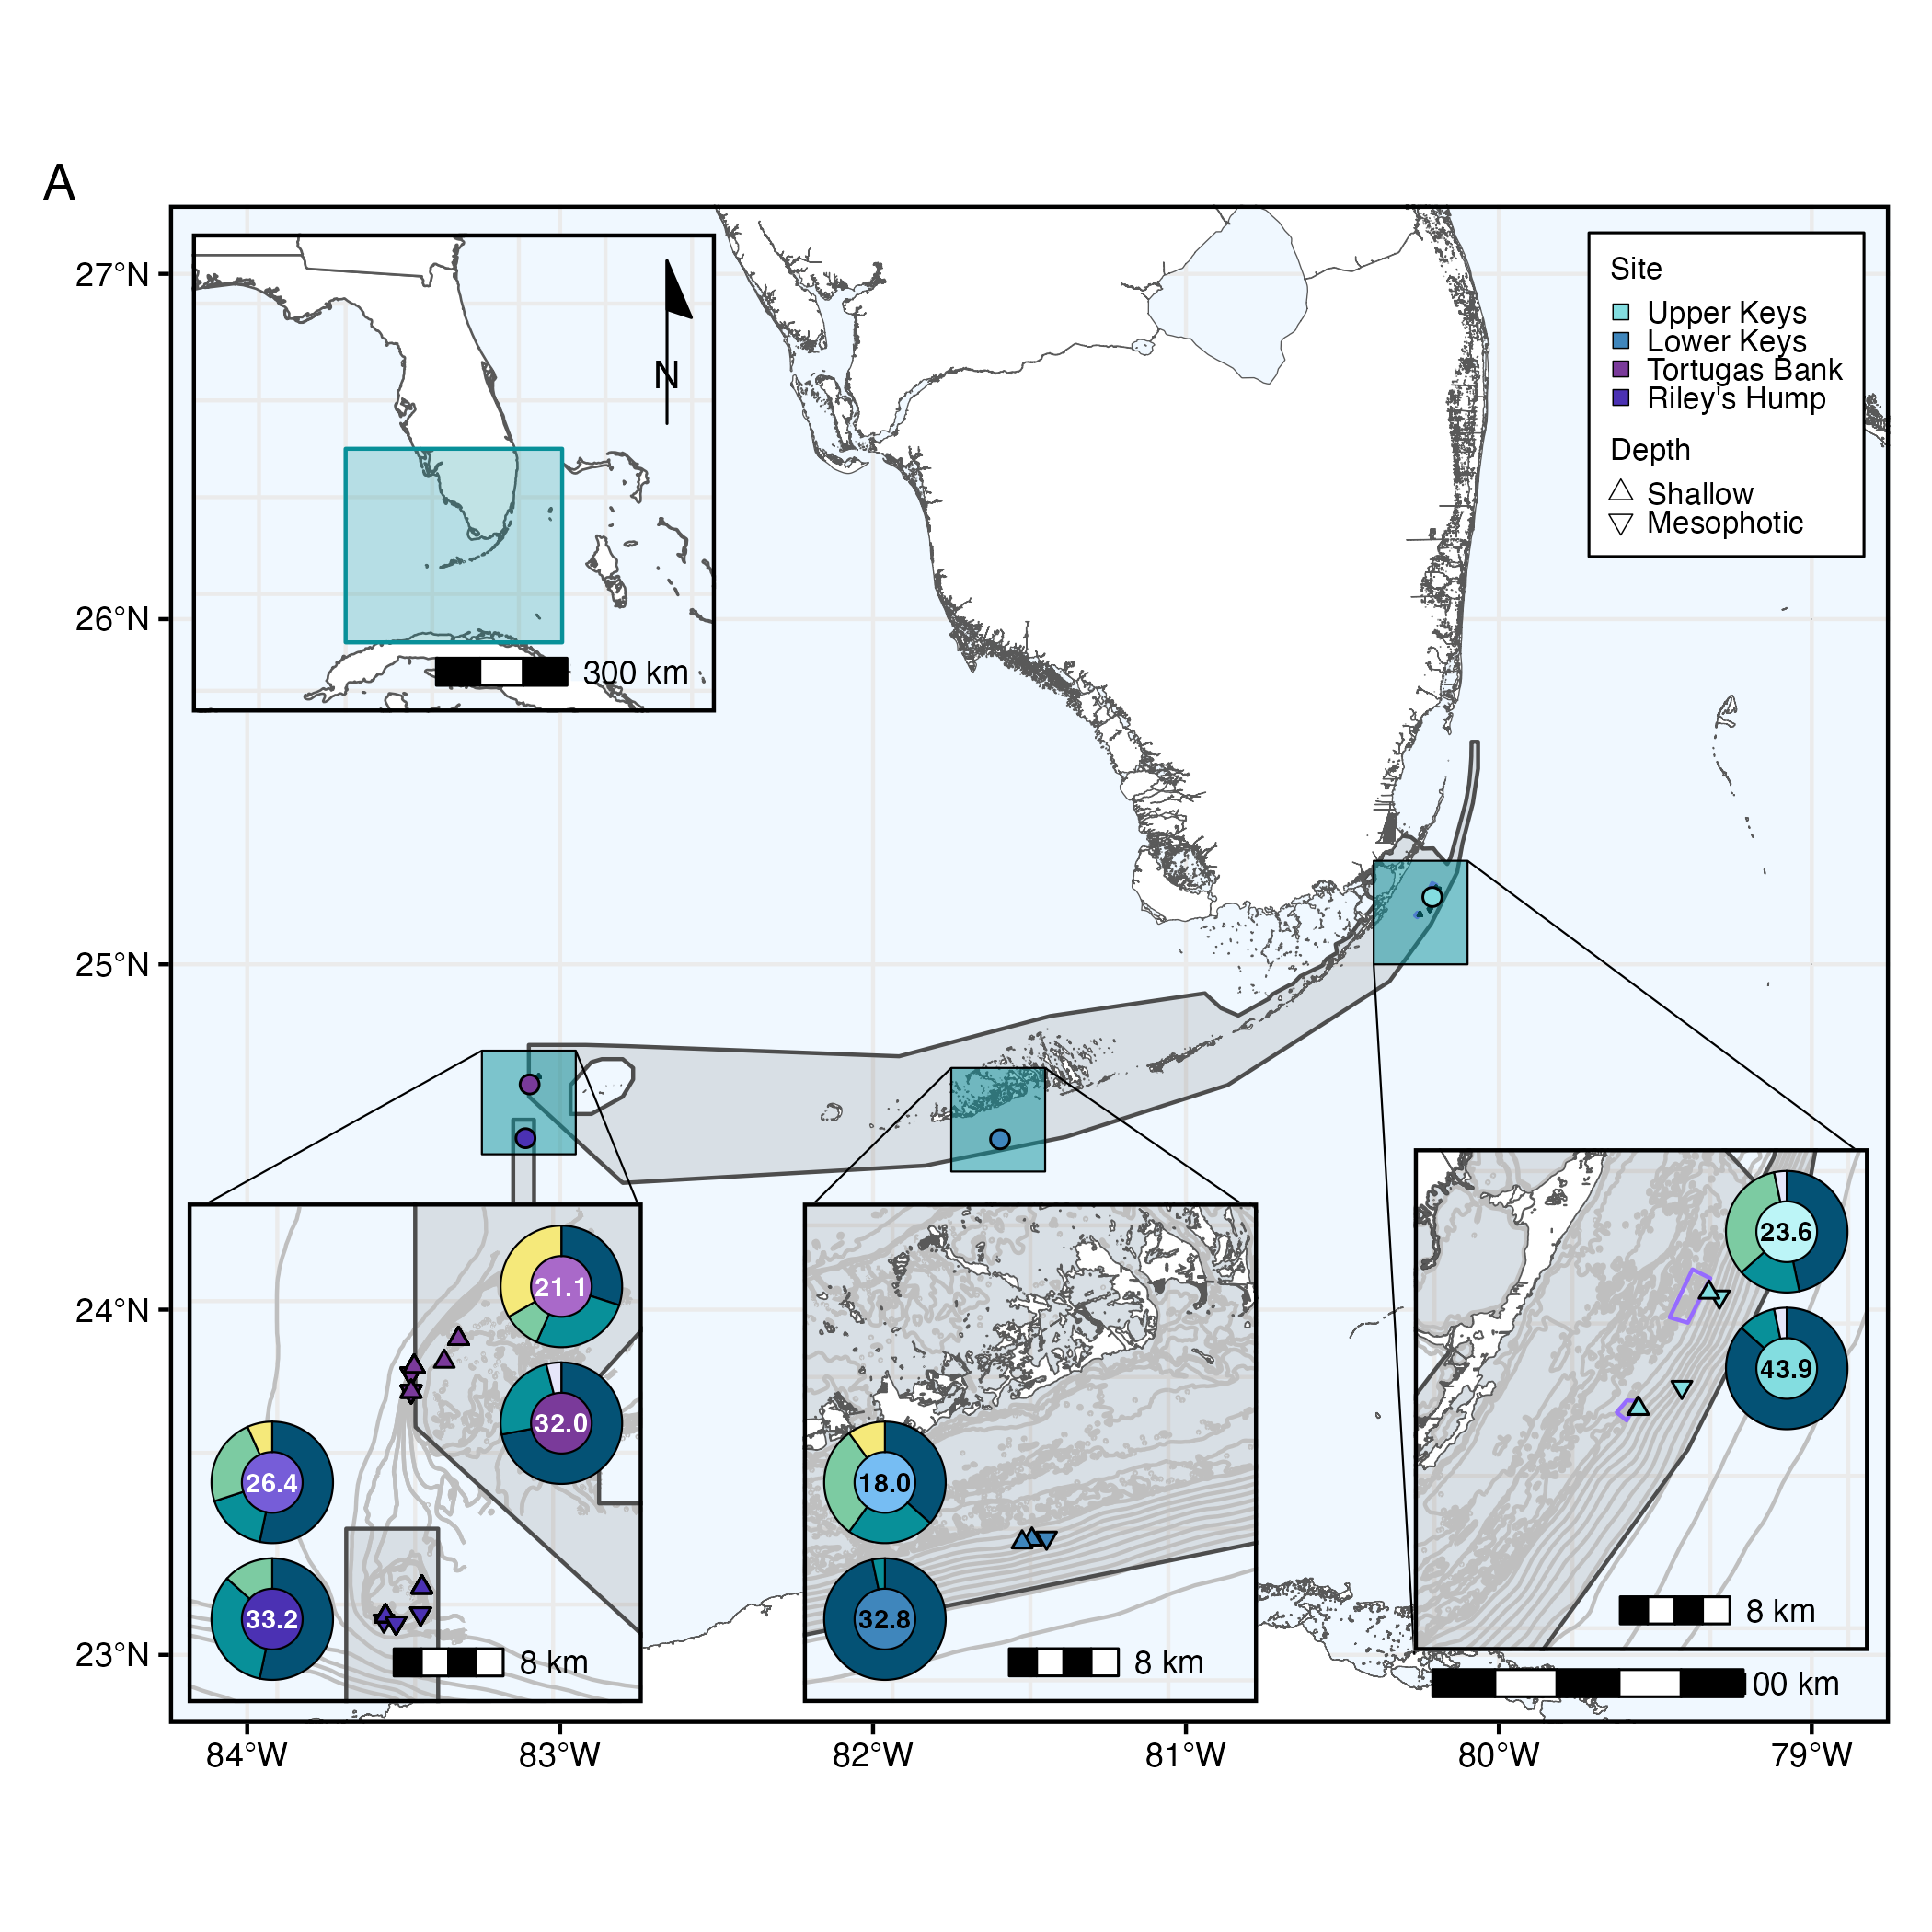 A
27°N
26°N
25°N
24°N
23°N
84°W
83°W
82°W
81°W
80°W
79°W
N
300 km
Site
Upper Keys
Lower Keys
Tortugas Bank
Riley's Hump
Depth
Shallow
Mesophotic
21.1
32.0
26.4
33.2
8 km
18.0
32.8
8 km
23.6
43.9
8 km
00 km